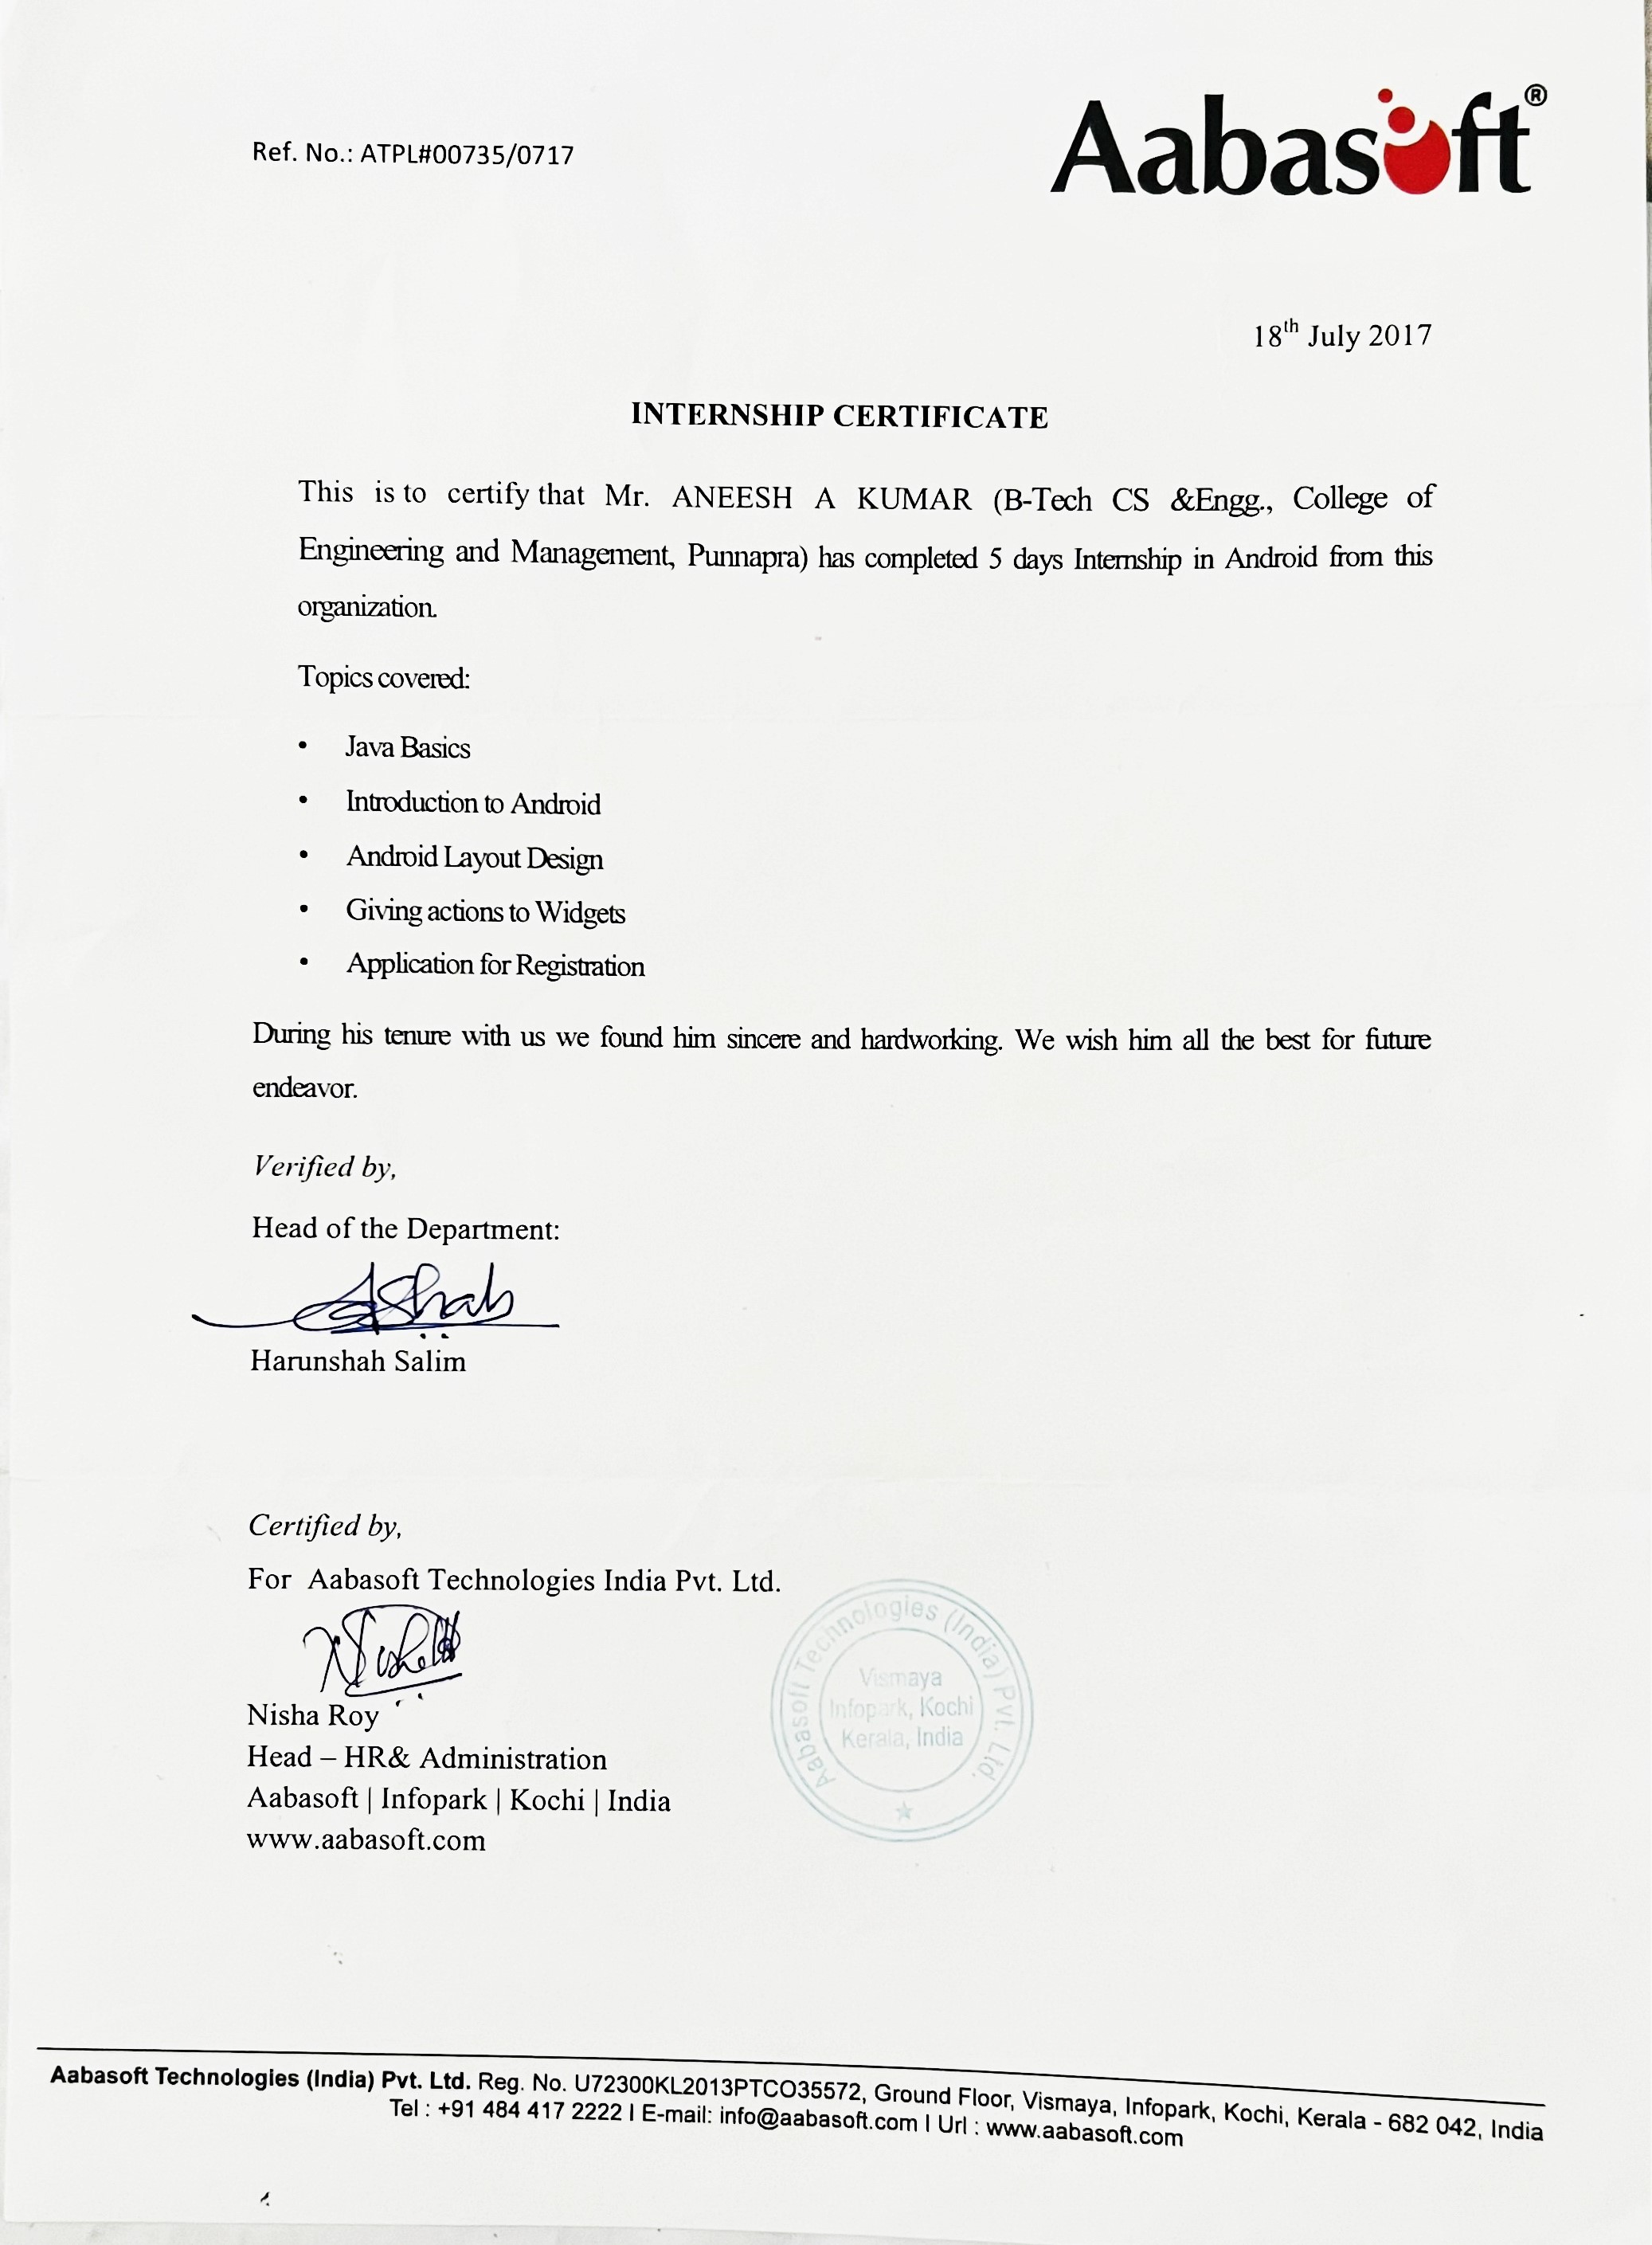 Aabasoft®
Ref. No.: ATPL#00735/0717
18th July 2017
INTERNSHIP CERTIFICATE
This is to certify that Mr. ANEESH A KUMAR (B-Tech CS &Engg., College of
Engineering and Management, Punnapra) has completed 5 days Internship in Android from this
organization.
Topics covered:
• Java Basics
• Introduction to Android
• Android Layout Design
• Giving actions to Widgets
• Application for Registration
During his tenure with us we found him sincere and hardworking. We wish him all the best for future
endeavor.
Verified by,
Head of the Department:
Harunshah Salim
Certified by,
For Aabasoft Technologies India Pvt. Ltd.
Nisha Roy
Head – HR& Administration
Aabasoft | Infopark | Kochi | India
www.aabasoft.com
Aabasoft Technologies (India) Pvt. Ltd.
Vismaya
Infopark, Kochi
Kerala, India
Aabasoft Technologies (India) Pvt. Ltd. Reg. No. U72300KL2013PTCO35572, Ground Floor, Vismaya, Infopark, Kochi, Kerala - 682 042, India
Tel : +91 484 417 2222 I E-mail: info@aabasoft.com I Url : www.aabasoft.com